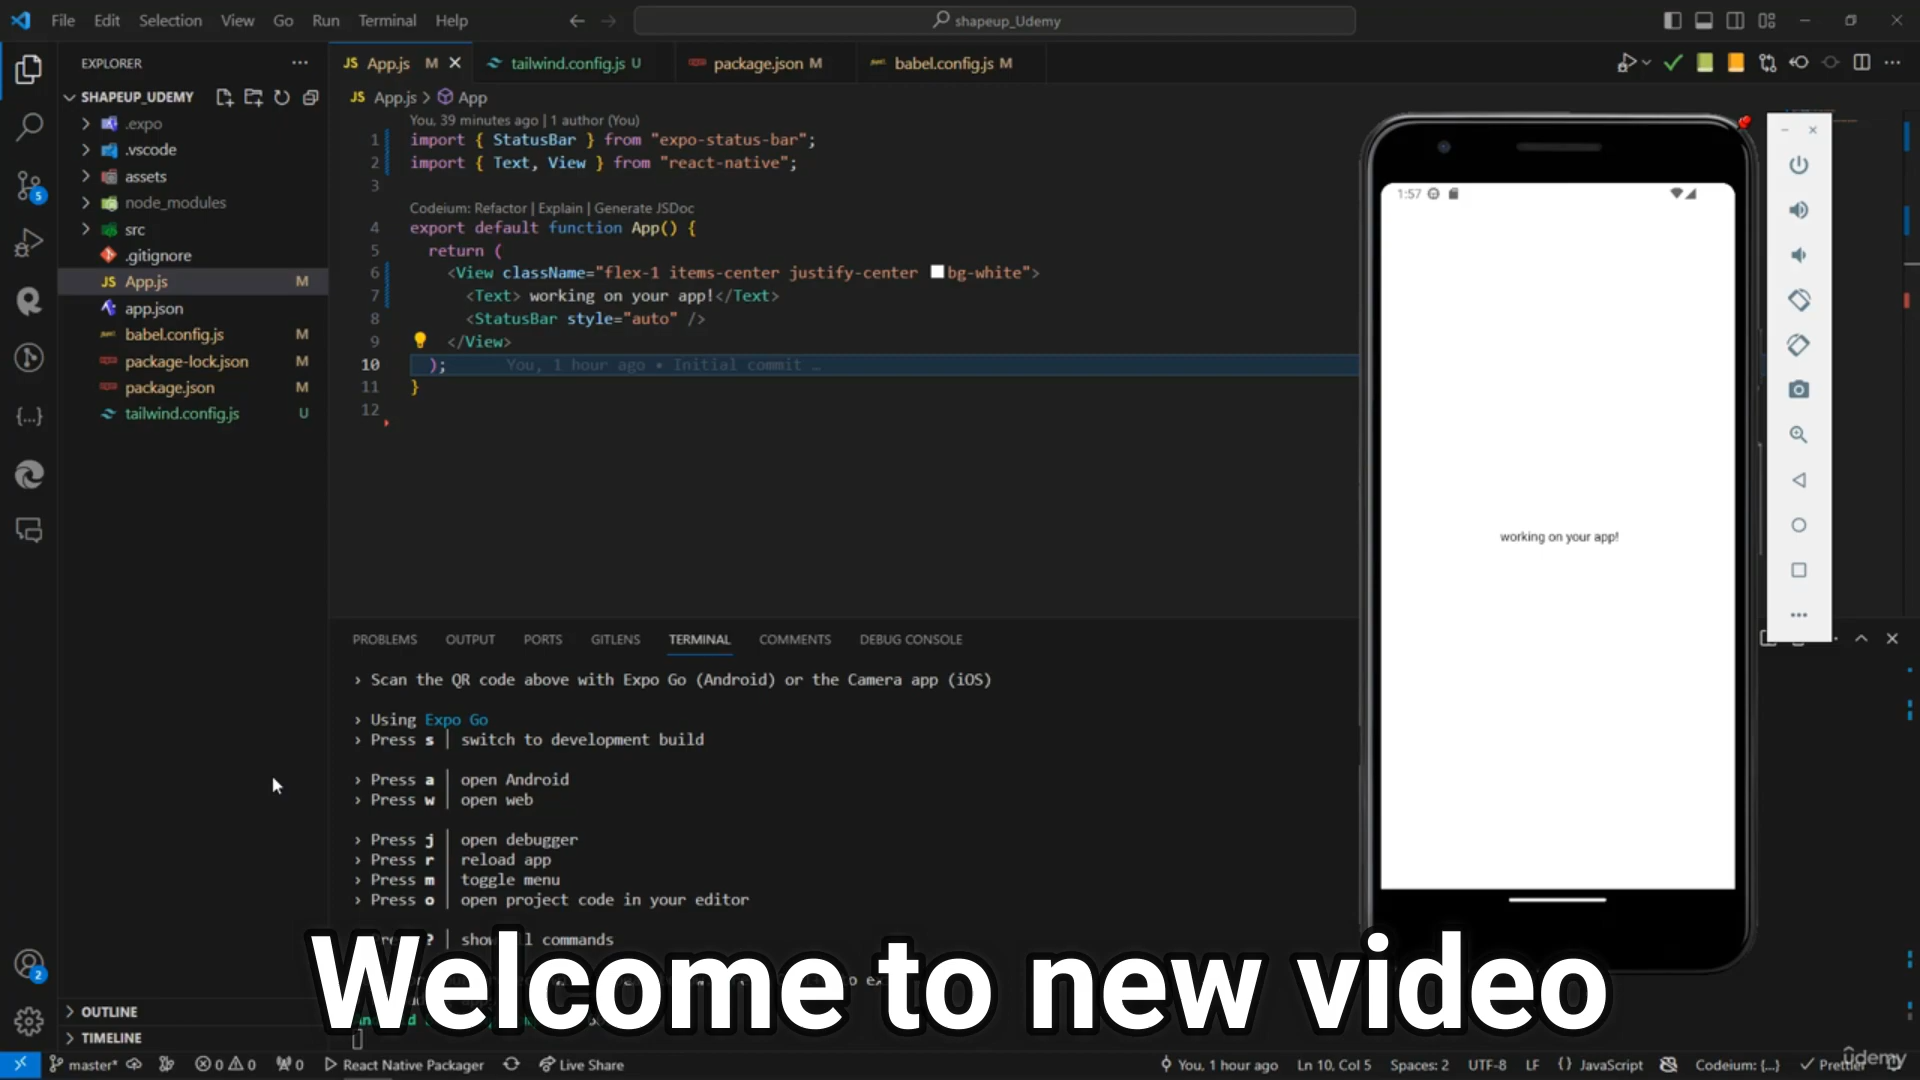 File Edit Selection View Go Run Terminal Help
shapeup_Udemy
EXPLORER
SHAPEUP_UDEMY
.expo
.vscode
assets
node_modules
src
.gitignore
App.js M
app.json
babel.config.js M
package-lock.json M
package.json M
tailwind.config.js U
OUTLINE
TIMELINE
JS App.js M
tailwind.config.js U
package.json M
babel.config.js M
JS App.js > App
You, 39 minutes ago | 1 author (You)
1 import { StatusBar } from "expo-status-bar";
2 import { Text, View } from "react-native";
3
Codeium: Refactor | Explain | Generate JSDoc
4 export default function App() {
5 return (
6 <View className="flex-1 items-center justify-center bg-white">
7 <Text> working on your app!</Text>
8 <StatusBar style="auto" />
9 </View>
10 ); You, 1 hour ago • Initial commit …
11 }
12
PROBLEMS OUTPUT PORTS GITLENS TERMINAL COMMENTS DEBUG CONSOLE
› Scan the QR code above with Expo Go (Android) or the Camera app (iOS)
› Using Expo Go
› Press s │ switch to development build
› Press a │ open Android
› Press w │ open web
› Press j │ open debugger
› Press r │ reload app
› Press m │ toggle menu
› Press o │ open project code in your editor
? │ commands
1:57
working on your app!
Welcome to new video
5
2
master* 0 0 0 React Native Packager Live Share
You, 1 hour ago Ln 10, Col 5 Spaces: 2 UTF-8 LF {} JavaScript Codeium: {...}
udemy